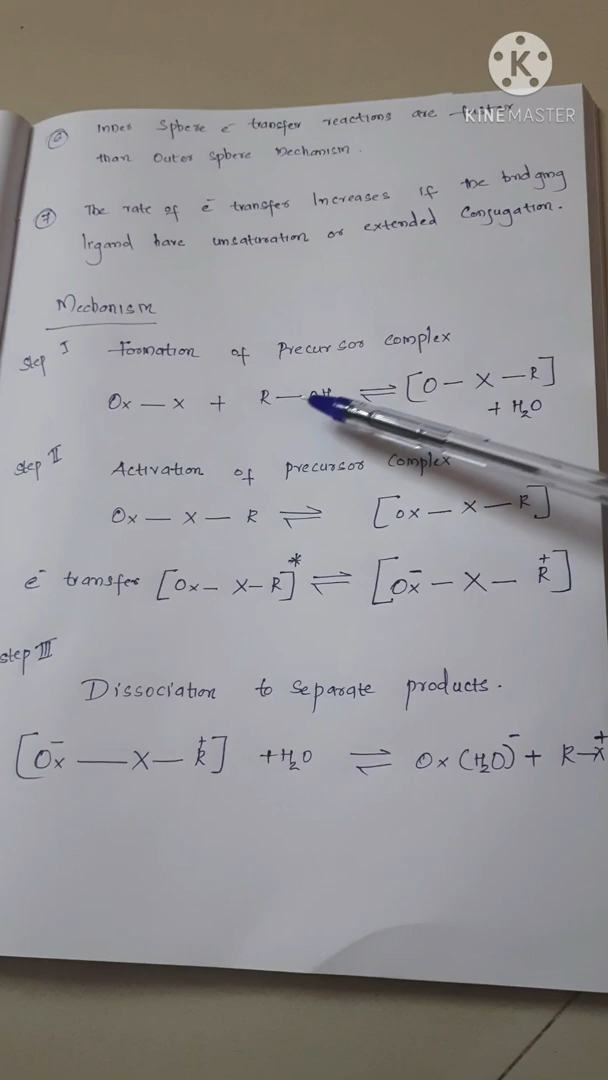 K
KINEMASTER
⑥ Inner Sphere e⁻ transfer reactions are faster
than Outer Sphere Mechanism.
⑦ The rate of e⁻ transfer Increases if the bridging
ligand have unsaturation or extended Conjugation.
Mechanism
Step I Formation of Precursor complex
Ox — x + R — ⇌ [O — X — R]
+ H₂O
Step II Activation of precursor complex
Ox — X — R ⇌ [Ox — X — R]
e⁻ transfer [Ox — X — R]* ⇌ [Ox⁻ — X — R⁺]
Step III
Dissociation to separate products.
[Ox⁻ — X — R⁺] + H₂O ⇌ Ox(H₂O)⁻ + R—X⁺